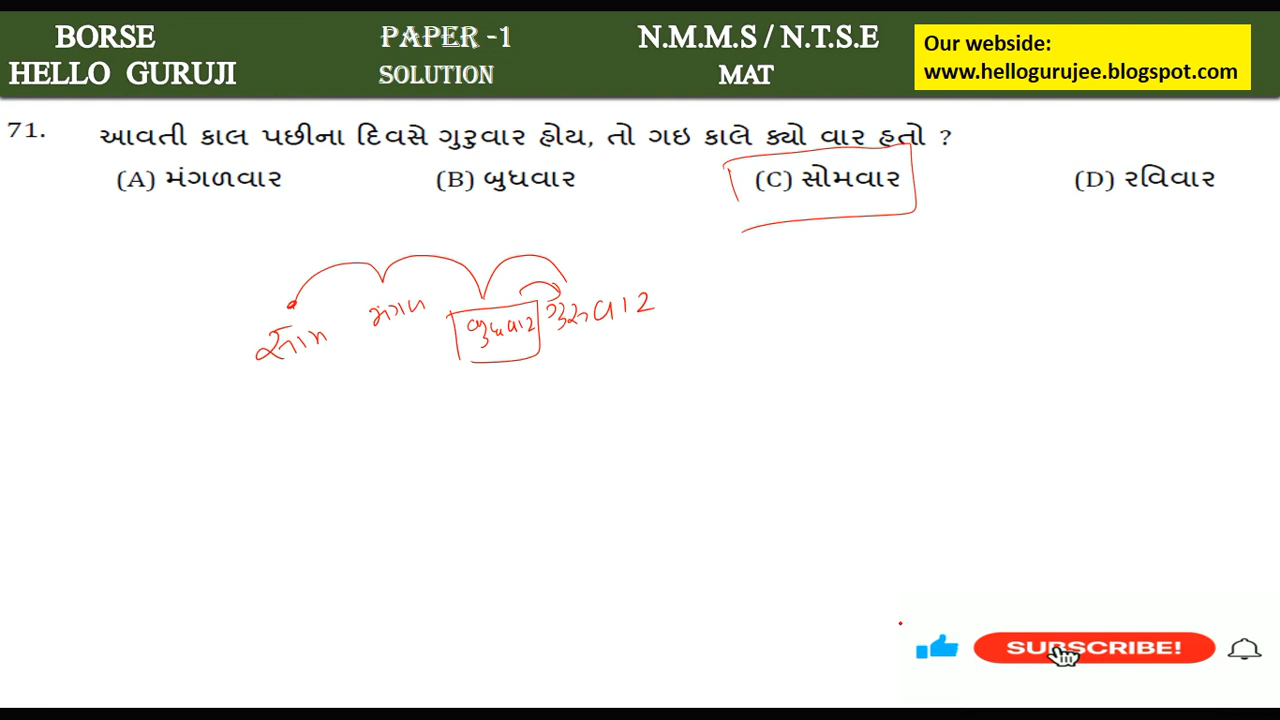 BORSE
HELLO GURUJI
PAPER -1
SOLUTION
N.M.M.S / N.T.S.E
MAT
Our webside:
www.hellogurujee.blogspot.com
71. આવતી કાલ પછીના દિવસે ગુરુવાર હોય, તો ગઇ કાલે ક્યો વાર હતો ?
(A) મંગળવાર (B) બુધવાર (C) સોમવાર (D) રવિવાર
સોમ મંગળ બુધવાર ગુરુવાર
SUBSCRIBE!